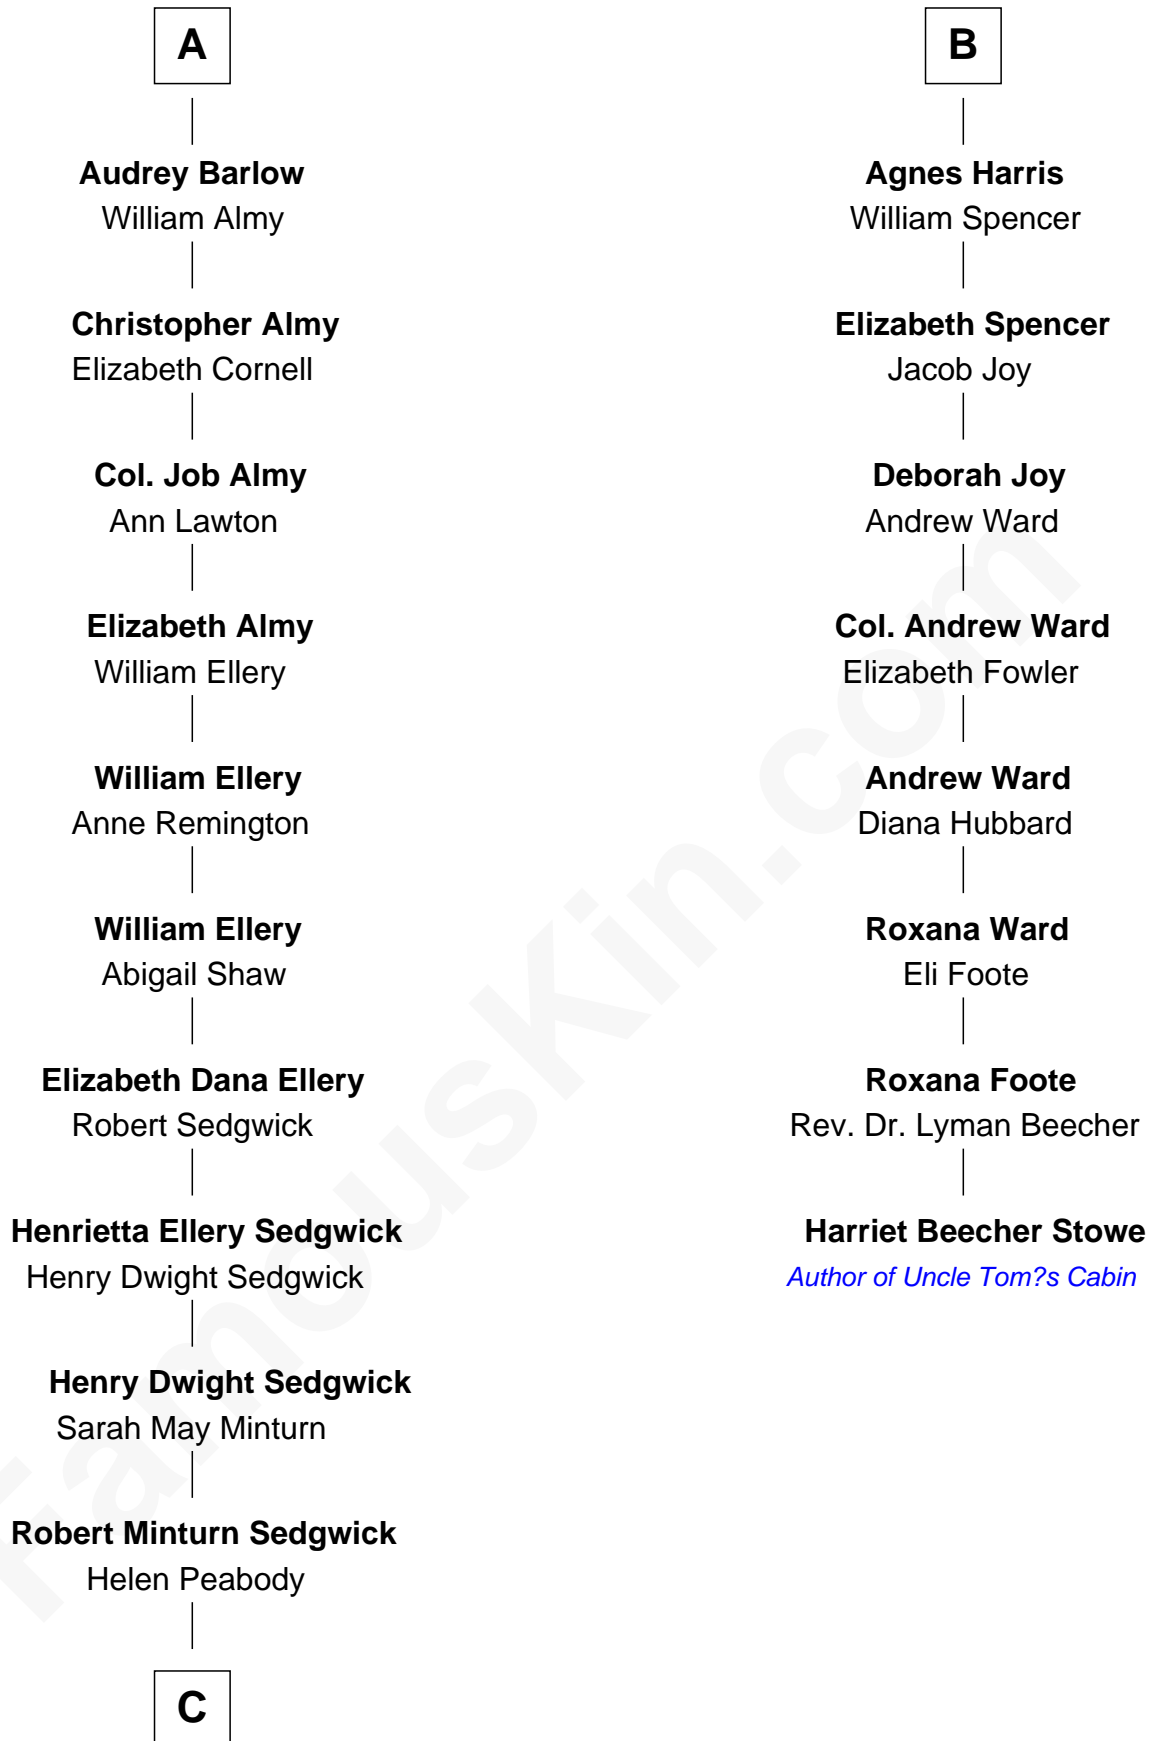 A
Audrey Barlow
William Almy
Christopher Almy
Elizabeth Cornell
Col. Job Almy
Ann Lawton
Elizabeth Almy
William Ellery
William Ellery
Anne Remington
William Ellery
Abigail Shaw
Elizabeth Dana Ellery
Robert Sedgwick
Henrietta Ellery Sedgwick
Henry Dwight Sedgwick
Henry Dwight Sedgwick
Sarah May Minturn
Robert Minturn Sedgwick
Helen Peabody
C
B
Agnes Harris
William Spencer
Elizabeth Spencer
Jacob Joy
Deborah Joy
Andrew Ward
Col. Andrew Ward
Elizabeth Fowler
Andrew Ward
Diana Hubbard
Roxana Ward
Eli Foote
Roxana Foote
Rev. Dr. Lyman Beecher
Harriet Beecher Stowe
Author of Uncle Tom?s Cabin
FamousKin.com